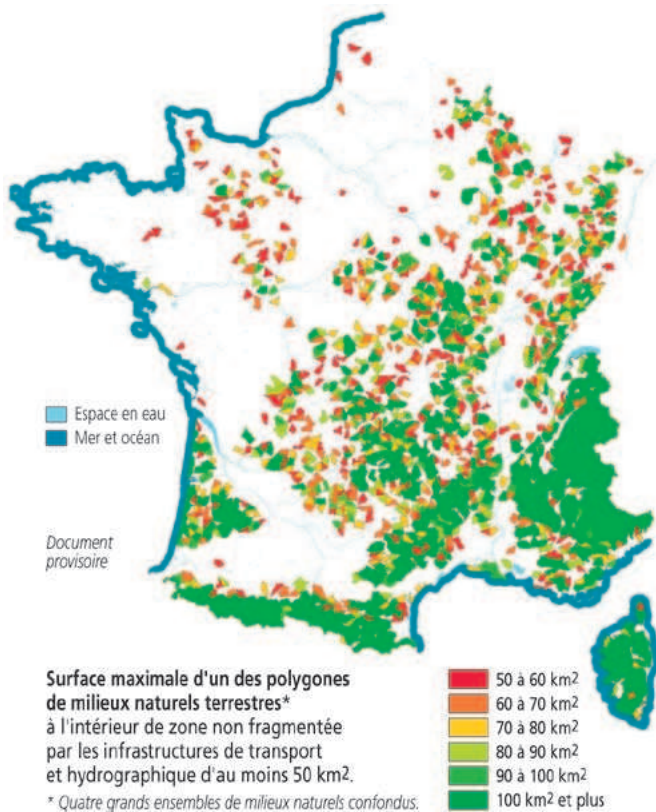 Espace en eau
Mer et océan
Document
provisoire
Surface maximale d'un des polygones
de milieux naturels terrestres*
à l'intérieur de zone non fragmentée
par les infrastructures de transport
et hydrographique d'au moins 50 km².
* Quatre grands ensembles de milieux naturels confondus.
50 à 60 km²
60 à 70 km²
70 à 80 km²
80 à 90 km²
90 à 100 km²
100 km² et plus